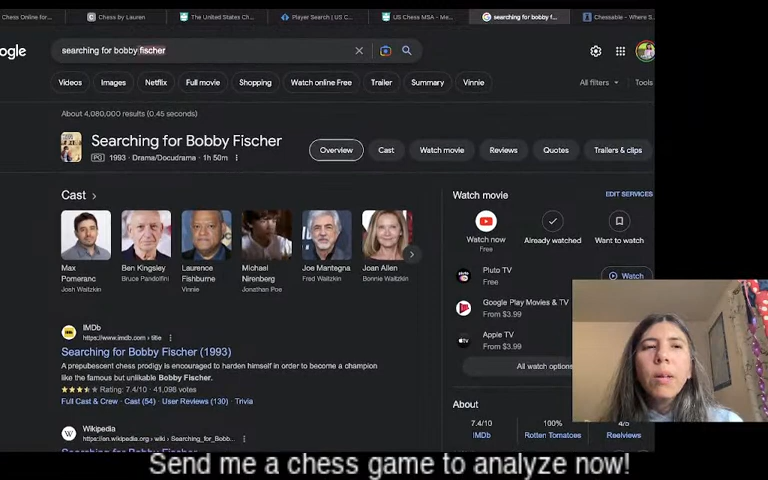 Chess Online for...
Chess by Lauren
The United States Ch...
Player Search | US C...
US Chess MSA - Me...
searching for bobby f...
Chessable - Where S...
ogle
searching for bobby fischer
Videos
Images
Netflix
Full movie
Shopping
Watch online Free
Trailer
Summary
Vinnie
All filters
Tools
About 4,080,000 results (0.45 seconds)
Searching for Bobby Fischer
PG 1993 · Drama/Docudrama · 1h 50m
Overview
Cast
Watch movie
Reviews
Quotes
Trailers & clips
Cast
Max Pomeranc
Josh Waitzkin
Ben Kingsley
Bruce Pandolfini
Laurence Fishburne
Vinnie
Michael Nirenberg
Jonathan Poe
Joe Mantegna
Fred Waitzkin
Joan Allen
Bonnie Waitzkin
Watch movie
EDIT SERVICES
Watch now
Free
Already watched
Want to watch
Pluto TV
Free
Watch
Google Play Movies & TV
From $3.99
Apple TV
From $3.99
All watch options
IMDb
https://www.imdb.com › title
Searching for Bobby Fischer (1993)
A prepubescent chess prodigy is encouraged to harden himself in order to become a champion
like the famous but unlikable Bobby Fischer.
Rating: 7.4/10 · 41,098 votes
Full Cast & Crew · Cast (54) · User Reviews (130) · Trivia
Wikipedia
https://en.wikipedia.org › wiki › Searching_for_Bobb...
About
7.4/10
IMDb
100%
Rotten Tomatoes
4/5
Reelviews
Send me a chess game to analyze now!